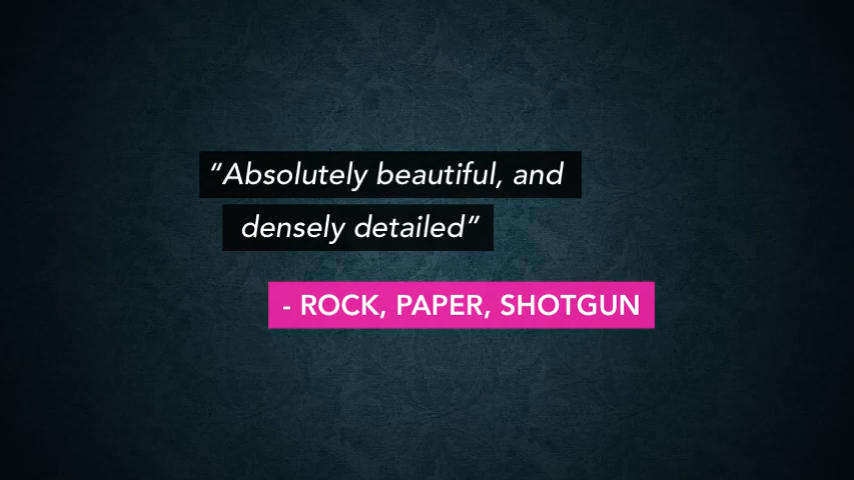 “Absolutely beautiful, and
densely detailed”
- ROCK, PAPER, SHOTGUN